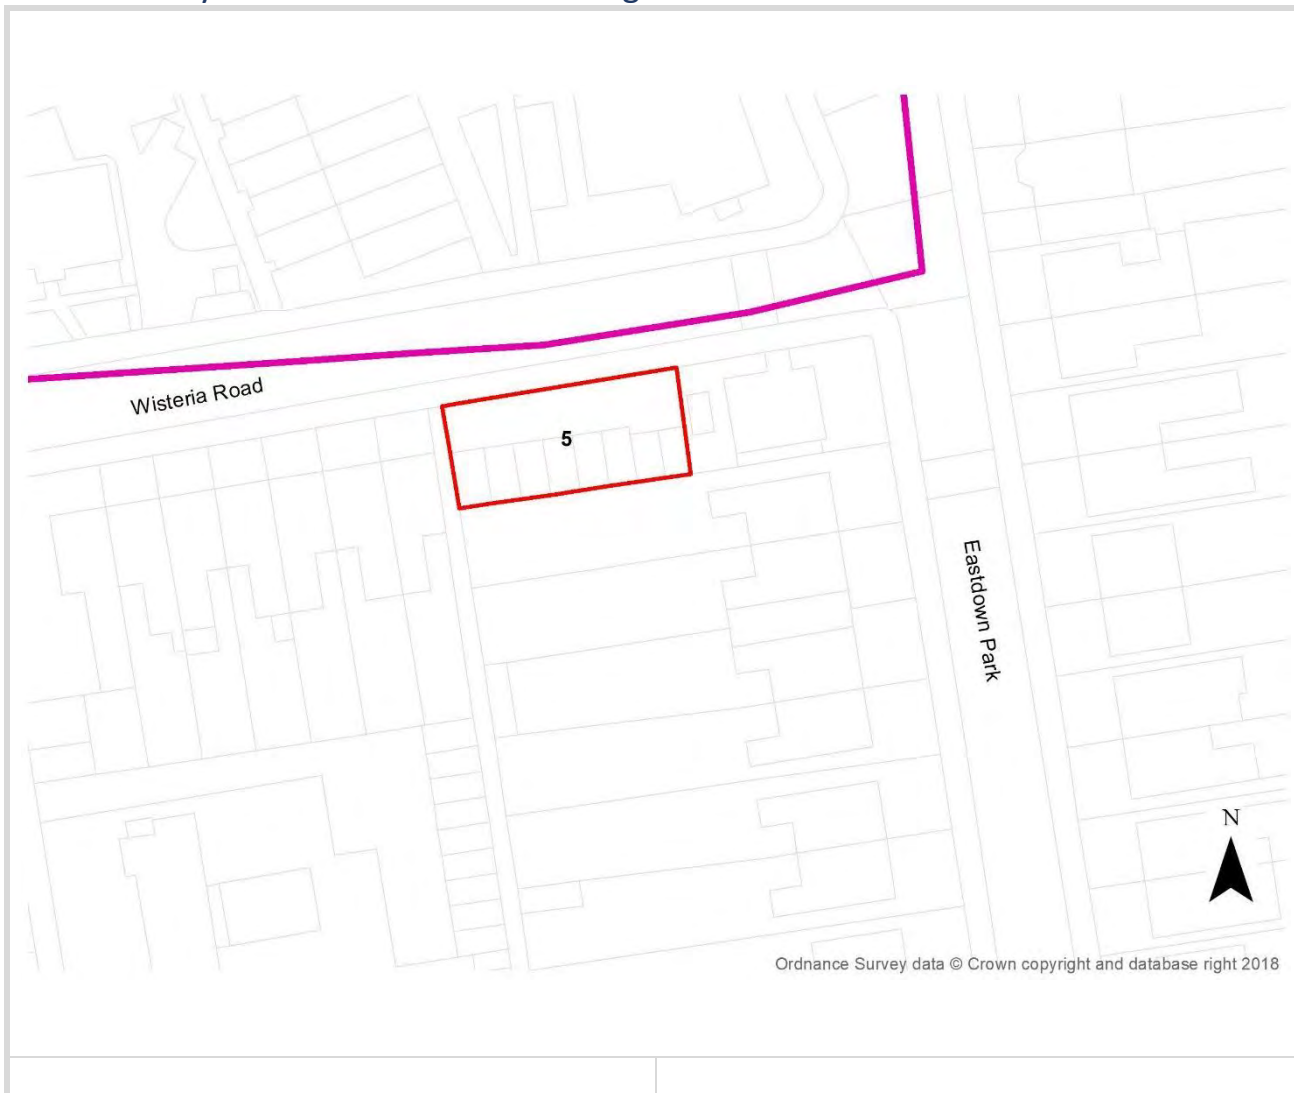 Wisteria Road
5
Eastdown Park
N
Ordnance Survey data © Crown copyright and database right 2018